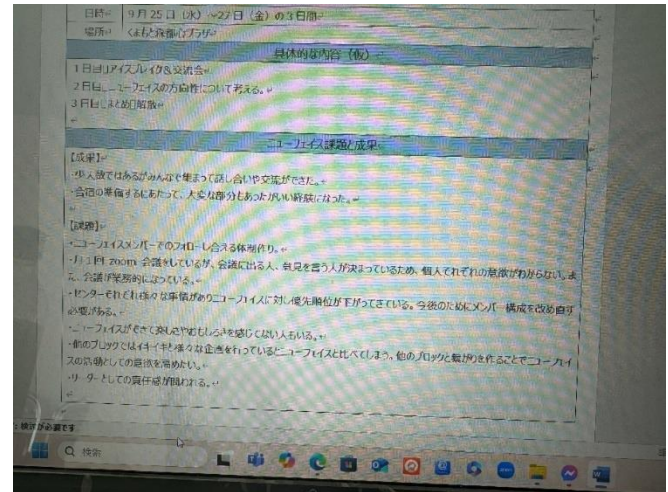 日時 9月25日（水）～27日（金）の3日間
場所 くまもと森都心プラザ
具体的な内容（仮）
1日目アイスブレイク&交流会
2日目ニューフェイスの方向性について考える。
3日目まとめ解散
ニューフェイス課題と成果
【成果】
・少人数ではあるがみんなで集まって話し合いや交流ができた。
・合宿の準備するにあたって、大変な部分もあったがいい経験になった。
【課題】
・ニューフェイスメンバーでのフォローし合える体制作り。
・月1回 zoom 会議をしているが、会議に出る人、意見を言う人が決まっているため、個人それぞれの意欲がわからない。ま
た、会議が業務的になっている。
・センターそれぞれ様々な事情がありニューフェイスに対し優先順位が下がってきている。今後のためにメンバー構成を改め直す
必要がある。
・ニューフェイスができて楽しさやおもしろさを感じてない人もいる。
・他のブロックではイキイキと様々な企画を行っているとニューフェイスと比べてしまう、他のブロックと繋がりを作ることでニューフェイ
スの活動としての意欲を高めたい。
・リーダーとしての責任感が問われる。
検索が必要です
検索